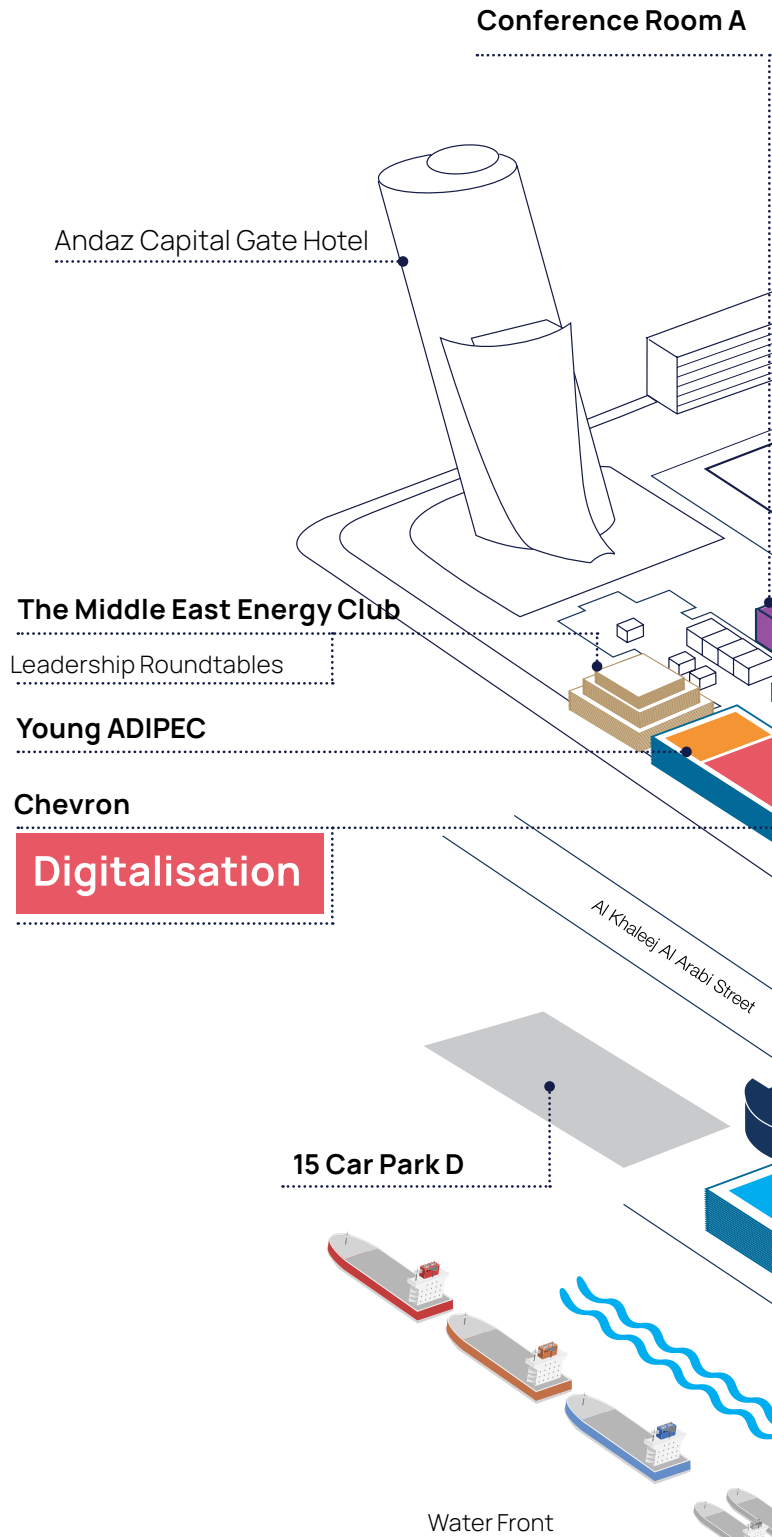 Conference Room A
Andaz Capital Gate Hotel
The Middle East Energy Club
Leadership Roundtables
Young ADIPEC
Chevron
Digitalisation
Al Khaleej Al Arabi Street
15 Car Park D
Water Front